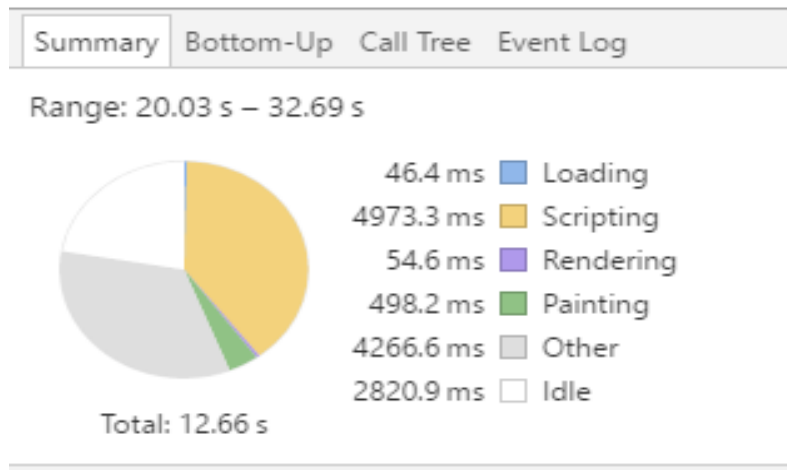 Summary Bottom-Up Call Tree Event Log
Range: 20.03 s – 32.69 s
46.4 ms Loading
4973.3 ms Scripting
54.6 ms Rendering
498.2 ms Painting
4266.6 ms Other
2820.9 ms Idle
Total: 12.66 s